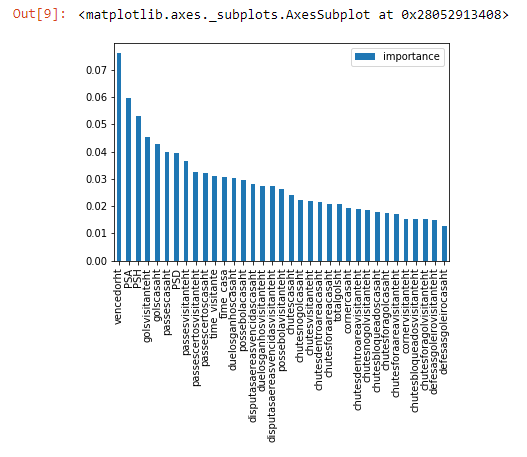 Out[9]: <matplotlib.axes._subplots.AxesSubplot at 0x28052913408>
importance
0.07
0.06
0.05
0.04
0.03
0.02
0.01
0.00
vencedorht
PSA
PSH
golsvisitanteht
golscasaht
passescasaht
PSD
passesvisitanteht
passescertosvisitanteht
passescertoscasaht
time_visitante
time_casa
duelosganhoscasaht
possebolacasaht
disputasaereasvencidascasaht
duelosganhosvisitanteht
disputasaereasvencidasvisitanteht
possebolavisitanteht
chutescasaht
chutesnogolcasaht
chutesvisitanteht
chutesdentroareacasaht
chutesforaareacasaht
totalgolsht
cornercasaht
chutesdentroareavisitanteht
chutesnogolvisitanteht
chutesbloqueadoscasaht
chutesforagolcasaht
chutesforaareavisitanteht
cornervisitanteht
chutesbloqueadosvisitanteht
chutesforagolvisitanteht
defesasgoleirovisitanteht
defesasgoleirocasaht